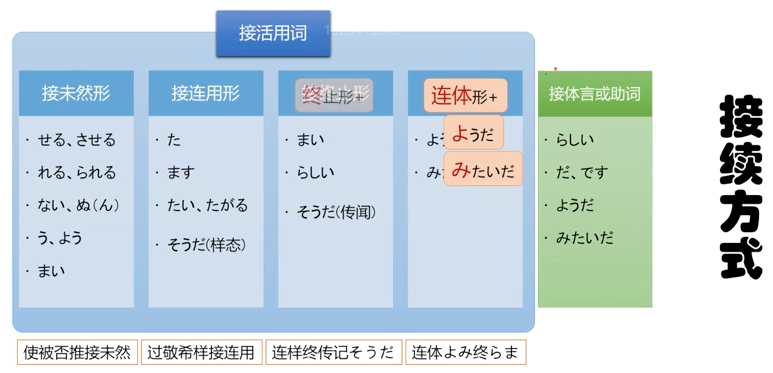 接活用词
接未然形
・せる、させる
・れる、られる
・ない、ぬ(ん)
・う、よう
・まい
接连用形
・た
・ます
・たい、たがる
・そうだ(样态)
终止形+
・まい
・らしい
・そうだ(传闻)
连体形+
ようだ
みたいだ
接体言或助词
・らしい
・だ、です
・ようだ
・みたいだ
接续方式
使被否推接未然
过敬希样接连用
连样终传记そうだ
连体よみ终らま